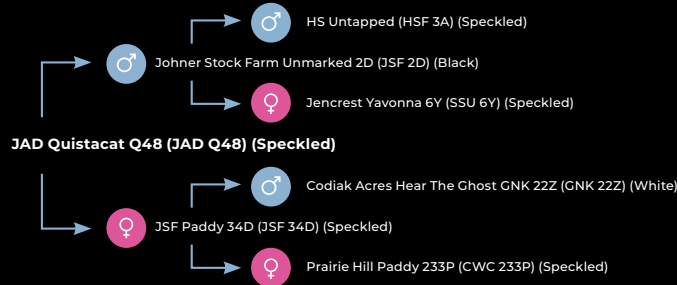 HS Untapped (HSF 3A) (Speckled)
Johner Stock Farm Unmarked 2D (JSF 2D) (Black)
Jencrest Yavonna 6Y (SSU 6Y) (Speckled)
JAD Quistacat Q48 (JAD Q48) (Speckled)
Codiak Acres Hear The Ghost GNK 22Z (GNK 22Z) (White)
JSF Paddy 34D (JSF 34D) (Speckled)
Prairie Hill Paddy 233P (CWC 233P) (Speckled)